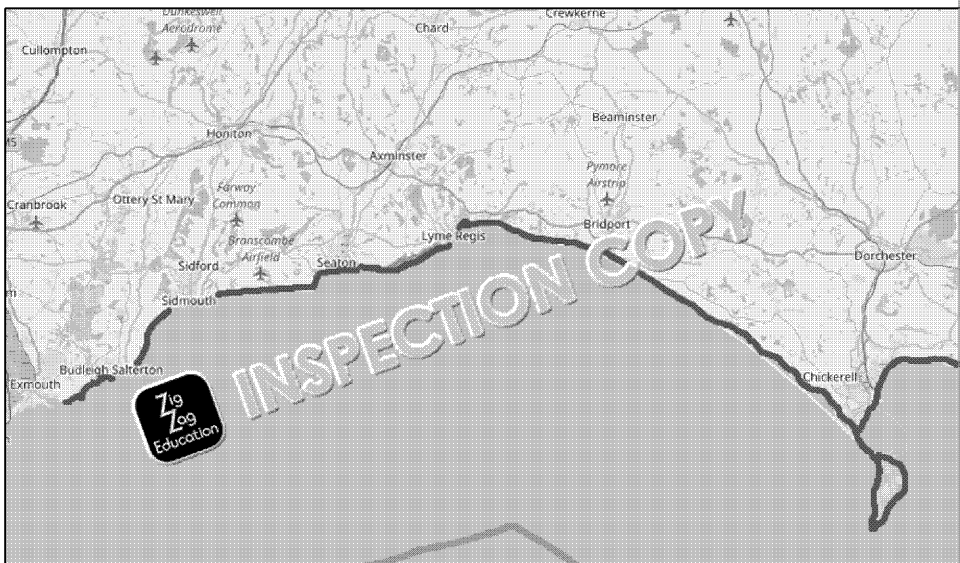 Dunkeswell
Aerodrome
Crewkerne
Chard
Cullompton
Beaminster
Honiton
Axminster
Pymore
Airstrip
Farway
Common
Cranbrook
Ottery St Mary
Bridport
Branscombe
Airfield
Lyme Regis
Seaton
Sidford
Dorchester
Sidmouth
Budleigh Salterton
Exmouth
Chickerell
Zig
Zag
Education
INSPECTION COPY